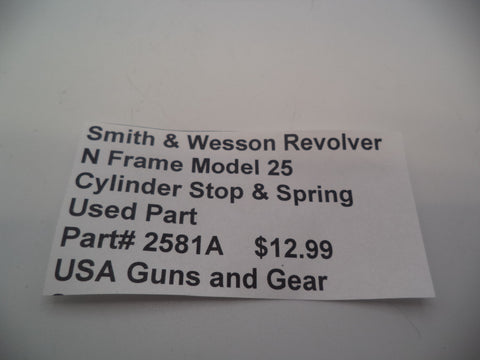 Smith & Wesson Revolver
N Frame Model 25
Cylinder Stop & Spring
Used Part
Part# 2581A $12.99
USA Guns and Gear